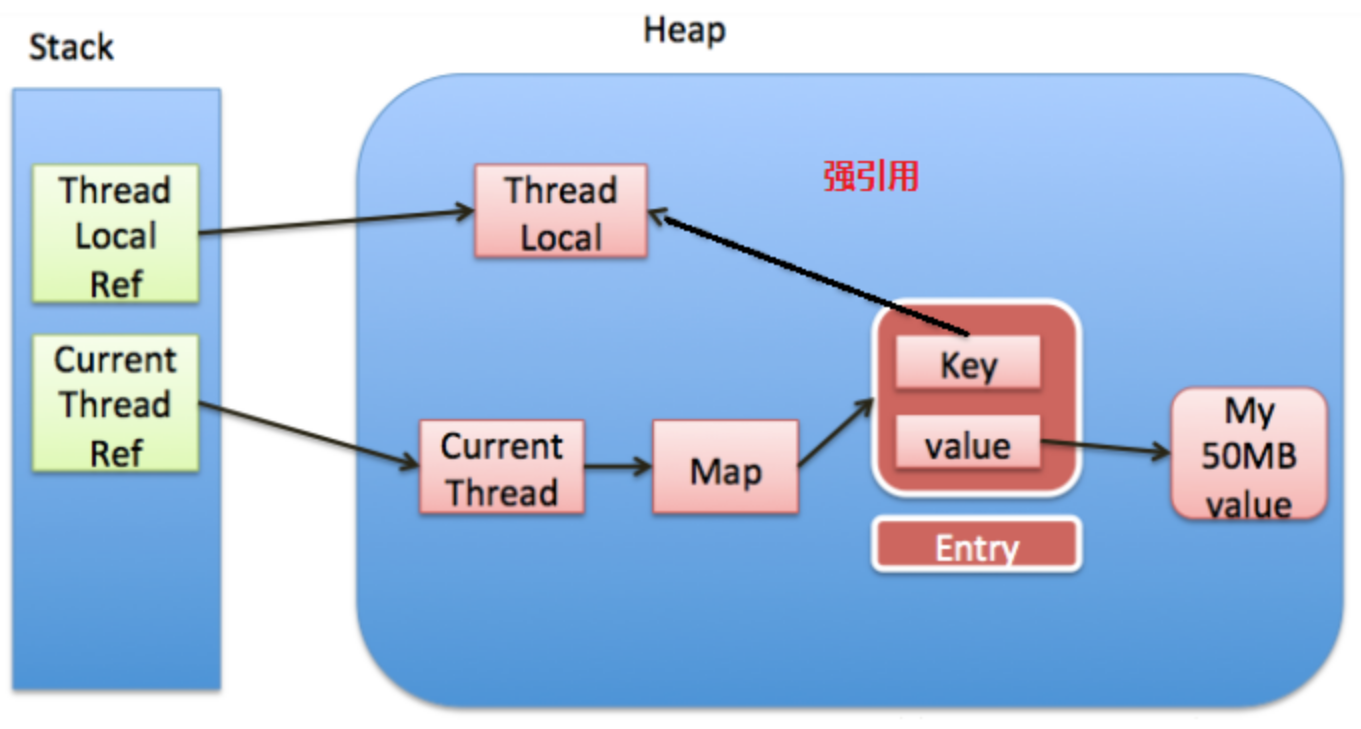 Stack
Heap
Thread
Local
Ref
Thread
Local
强引用
Current
Thread
Ref
Current
Thread
Map
Key
value
My
50MB
value
Entry